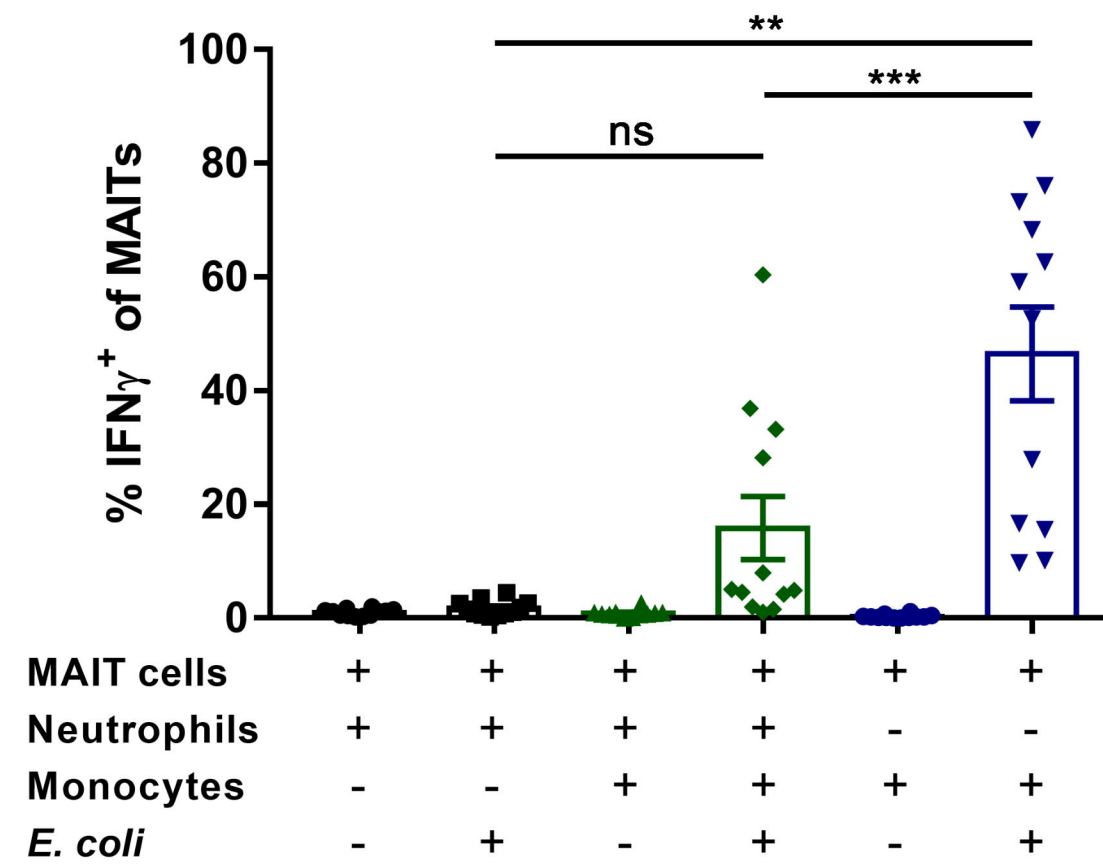 **
***
ns
100
80
60
40
20
0
% IFNγ⁺ of MAITs
MAIT cells + + + + + +
Neutrophils + + + + - -
Monocytes - - + + + +
E. coli - + - + - +